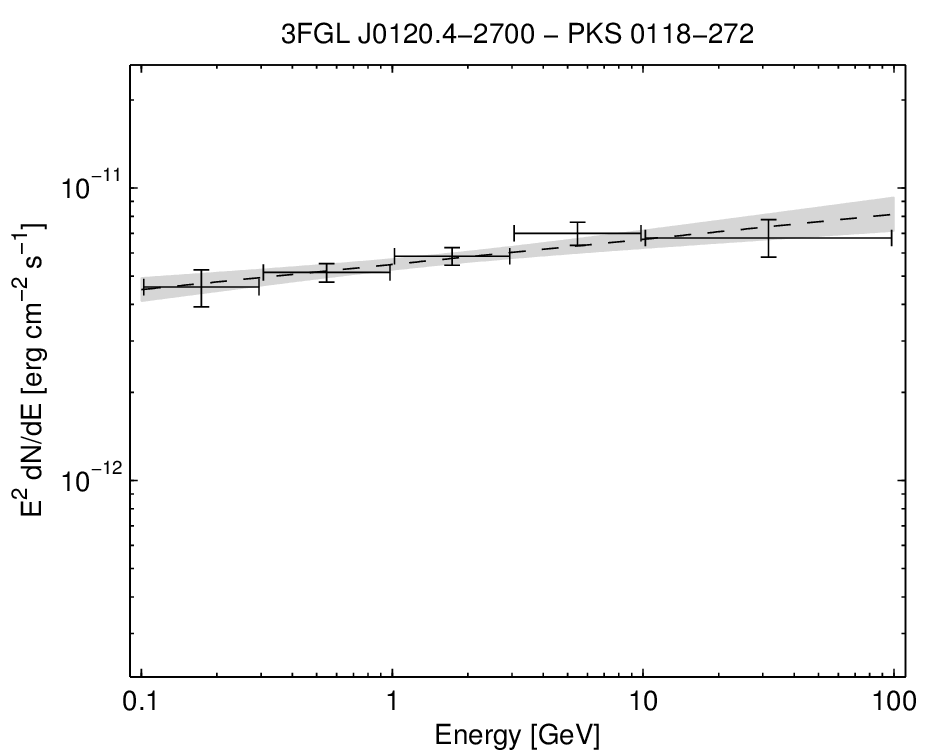 3FGL J0120.4−2700 − PKS 0118−272
10⁻¹¹
E² dN/dE [erg cm⁻² s⁻¹]
10⁻¹²
0.1 1 10 100
Energy [GeV]